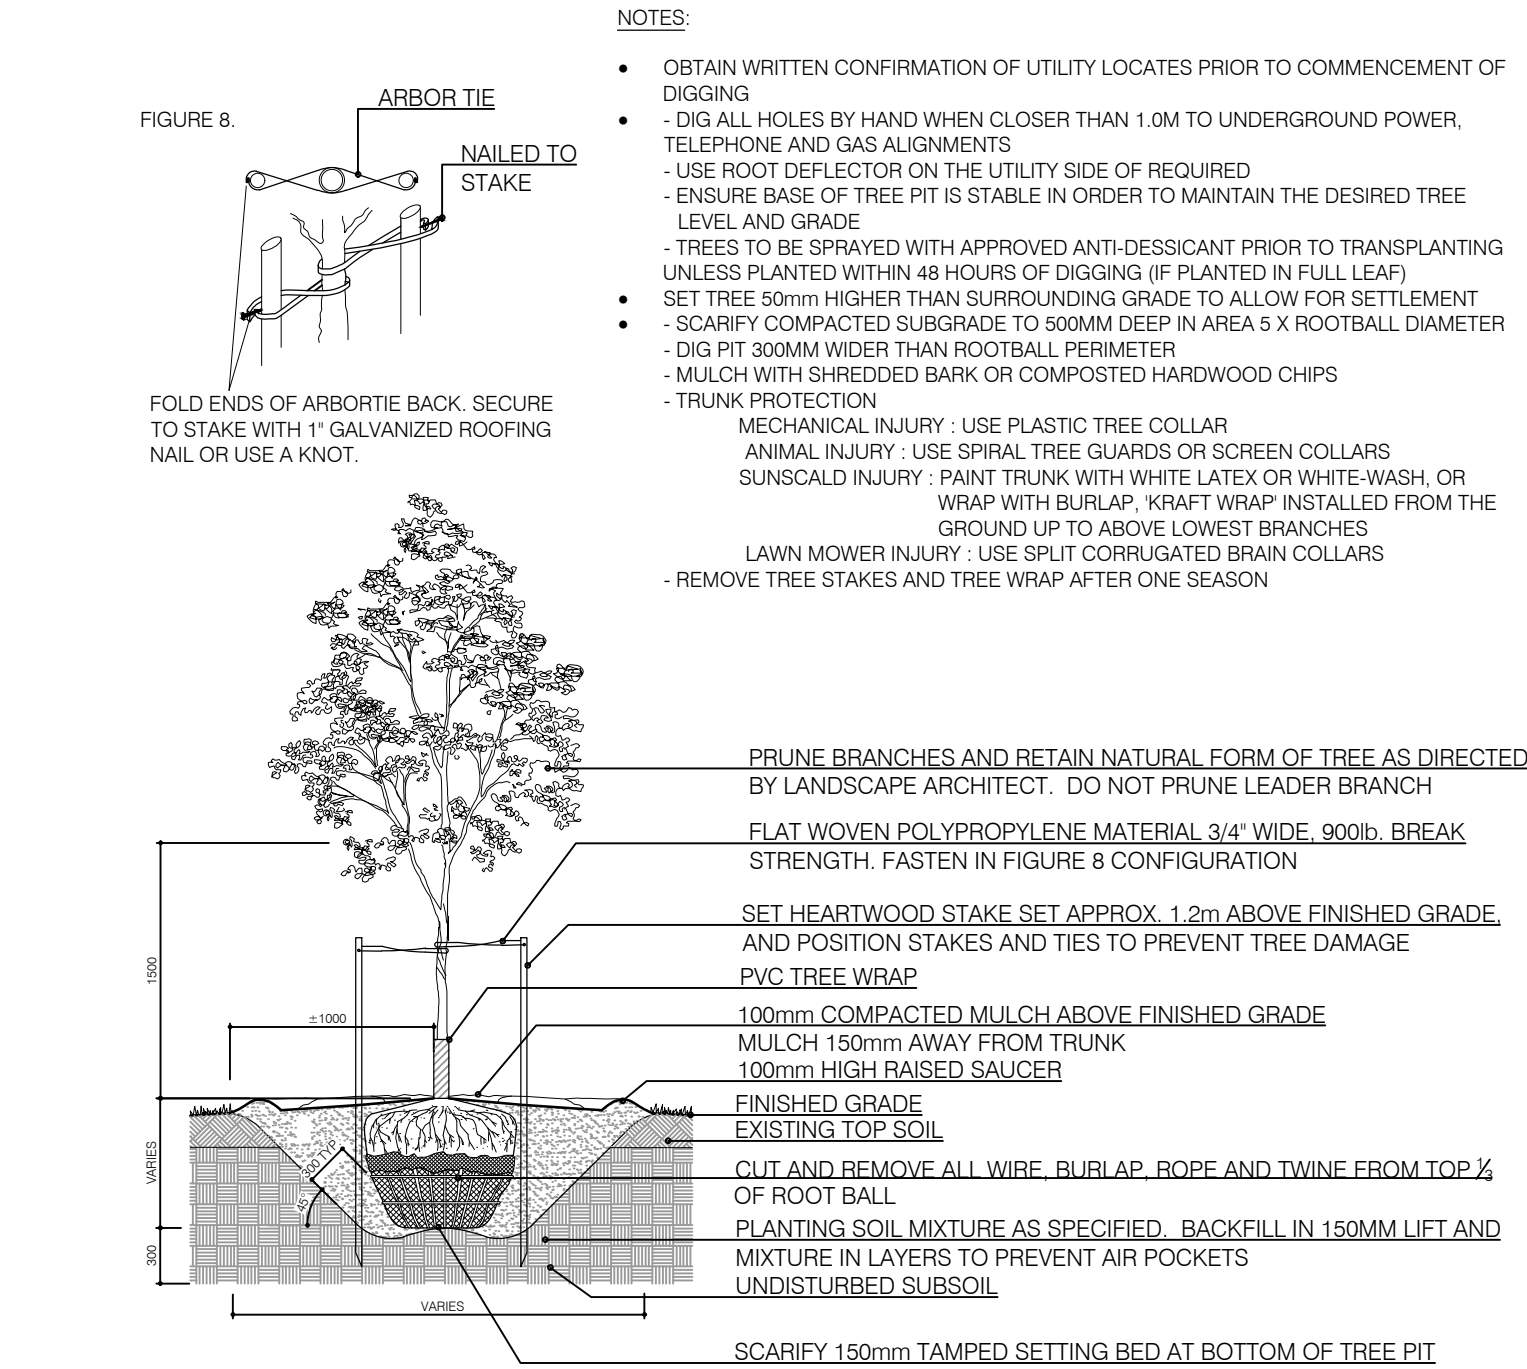 NOTES:
• OBTAIN WRITTEN CONFIRMATION OF UTILITY LOCATES PRIOR TO COMMENCEMENT OF
DIGGING
• - DIG ALL HOLES BY HAND WHEN CLOSER THAN 1.0M TO UNDERGROUND POWER,
TELEPHONE AND GAS ALIGNMENTS
- USE ROOT DEFLECTOR ON THE UTILITY SIDE OF REQUIRED
- ENSURE BASE OF TREE PIT IS STABLE IN ORDER TO MAINTAIN THE DESIRED TREE
LEVEL AND GRADE
- TREES TO BE SPRAYED WITH APPROVED ANTI-DESSICANT PRIOR TO TRANSPLANTING
UNLESS PLANTED WITHIN 48 HOURS OF DIGGING (IF PLANTED IN FULL LEAF)
• SET TREE 50mm HIGHER THAN SURROUNDING GRADE TO ALLOW FOR SETTLEMENT
• - SCARIFY COMPACTED SUBGRADE TO 500MM DEEP IN AREA 5 X ROOTBALL DIAMETER
- DIG PIT 300MM WIDER THAN ROOTBALL PERIMETER
- MULCH WITH SHREDDED BARK OR COMPOSTED HARDWOOD CHIPS
- TRUNK PROTECTION
MECHANICAL INJURY : USE PLASTIC TREE COLLAR
ANIMAL INJURY : USE SPIRAL TREE GUARDS OR SCREEN COLLARS
SUNSCALD INJURY : PAINT TRUNK WITH WHITE LATEX OR WHITE-WASH, OR
WRAP WITH BURLAP, 'KRAFT WRAP' INSTALLED FROM THE
GROUND UP TO ABOVE LOWEST BRANCHES
LAWN MOWER INJURY : USE SPLIT CORRUGATED BRAIN COLLARS
- REMOVE TREE STAKES AND TREE WRAP AFTER ONE SEASON
FIGURE 8.
ARBOR TIE
NAILED TO
STAKE
FOLD ENDS OF ARBORTIE BACK. SECURE
TO STAKE WITH 1" GALVANIZED ROOFING
NAIL OR USE A KNOT.
PRUNE BRANCHES AND RETAIN NATURAL FORM OF TREE AS DIRECTED
BY LANDSCAPE ARCHITECT. DO NOT PRUNE LEADER BRANCH
FLAT WOVEN POLYPROPYLENE MATERIAL 3/4" WIDE, 900lb. BREAK
STRENGTH. FASTEN IN FIGURE 8 CONFIGURATION
SET HEARTWOOD STAKE SET APPROX. 1.2m ABOVE FINISHED GRADE,
AND POSITION STAKES AND TIES TO PREVENT TREE DAMAGE
PVC TREE WRAP
100mm COMPACTED MULCH ABOVE FINISHED GRADE
MULCH 150mm AWAY FROM TRUNK
100mm HIGH RAISED SAUCER
FINISHED GRADE
EXISTING TOP SOIL
CUT AND REMOVE ALL WIRE, BURLAP, ROPE AND TWINE FROM TOP 1/3
OF ROOT BALL
PLANTING SOIL MIXTURE AS SPECIFIED. BACKFILL IN 150MM LIFT AND
MIXTURE IN LAYERS TO PREVENT AIR POCKETS
UNDISTURBED SUBSOIL
SCARIFY 150mm TAMPED SETTING BED AT BOTTOM OF TREE PIT
1500
±1000
VARIES
300 TYP
45°
300
VARIES